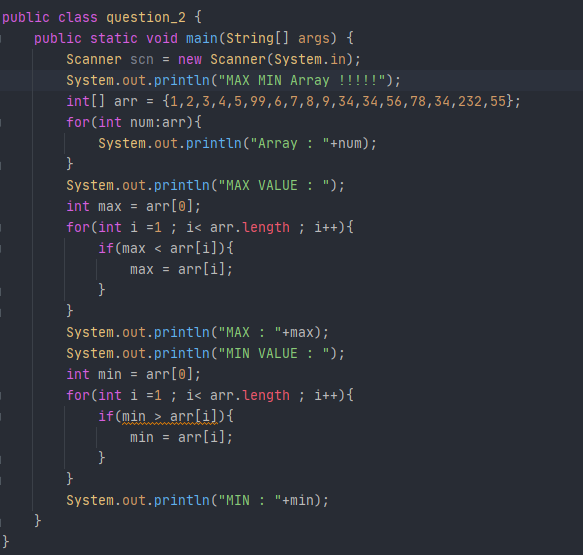 public class question_2 {
    public static void main(String[] args) {
        Scanner scn = new Scanner(System.in);
        System.out.println("MAX MIN Array !!!!!");
        int[] arr = {1,2,3,4,5,99,6,7,8,9,34,34,56,78,34,232,55};
        for(int num:arr){
            System.out.println("Array : "+num);
        }
        System.out.println("MAX VALUE : ");
        int max = arr[0];
        for(int i =1 ; i< arr.length ; i++){
            if(max < arr[i]){
                max = arr[i];
            }
        }
        System.out.println("MAX : "+max);
        System.out.println("MIN VALUE : ");
        int min = arr[0];
        for(int i =1 ; i< arr.length ; i++){
            if(min > arr[i]){
                min = arr[i];
            }
        }
        System.out.println("MIN : "+min);
    }
}